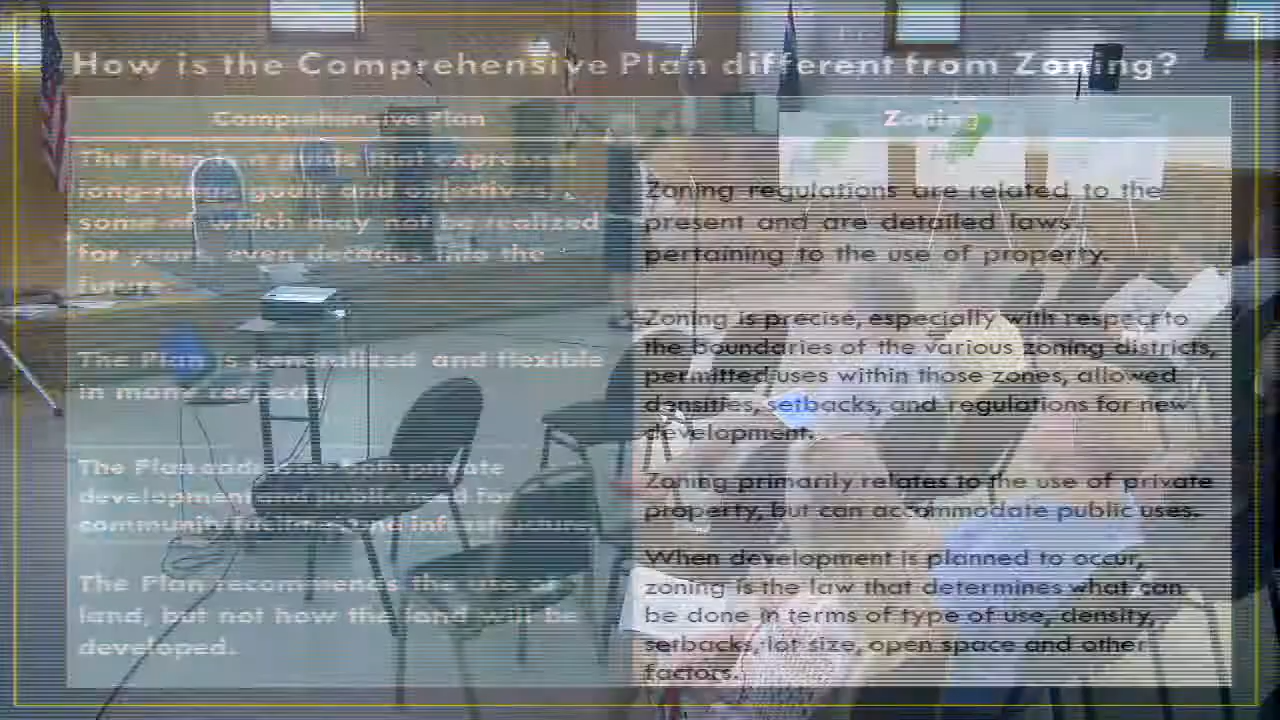 How is the Comprehensive Plan different from Zoning?
Comprehensive Plan
Zoning
The Plan is a guide that expresses
long-range goals and objectives,
some of which may not be realized
for years, even decades into the
future.
Zoning regulations are related to the
present and are detailed laws
pertaining to the use of property.
The Plan is generalized and flexible
in many respects.
Zoning is precise, especially with respect to
the boundaries of the various zoning districts,
permitted uses within those zones, allowed
densities, setbacks, and regulations for new
development.
The Plan addresses both private
development and public need for
community facilities and infrastructure.
Zoning primarily relates to the use of private
property, but can accommodate public uses.
The Plan recommends the use of
land, but not how the land will be
developed.
When development is planned to occur,
zoning is the law that determines what can
be done in terms of type of use, density,
setbacks, lot size, open space and other
factors.